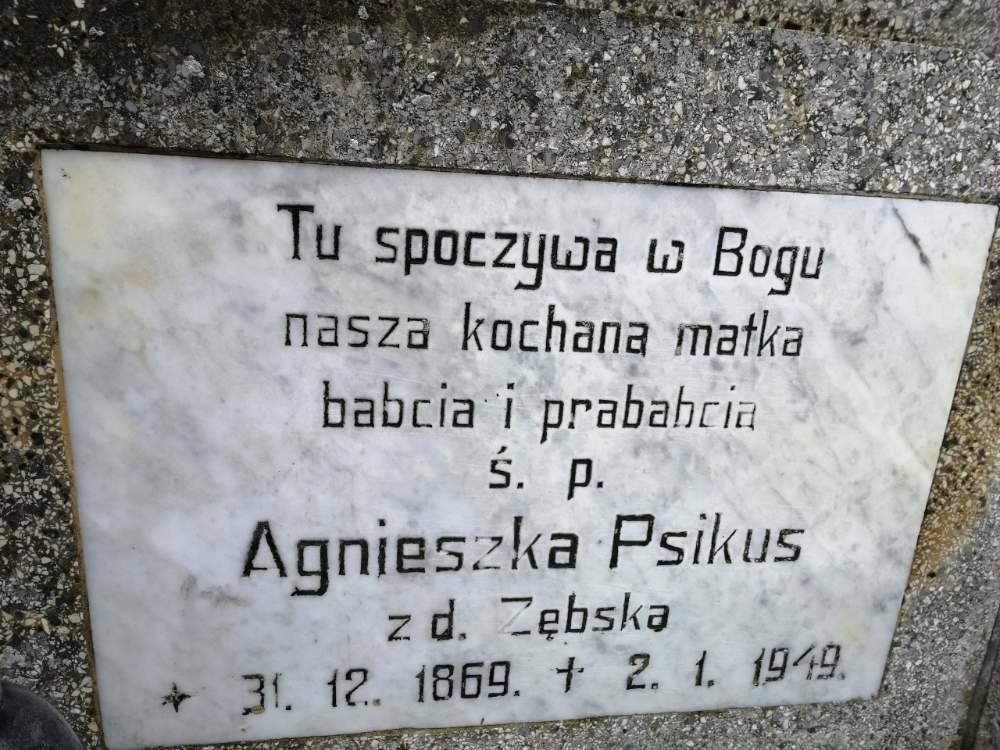 Tu spoczywa w Bogu
nasza kochana matka
babcia i prababcia
ś. p.
Agnieszka Psikus
z d. Zębska
* 31. 12. 1869. + 2. 1. 1949.